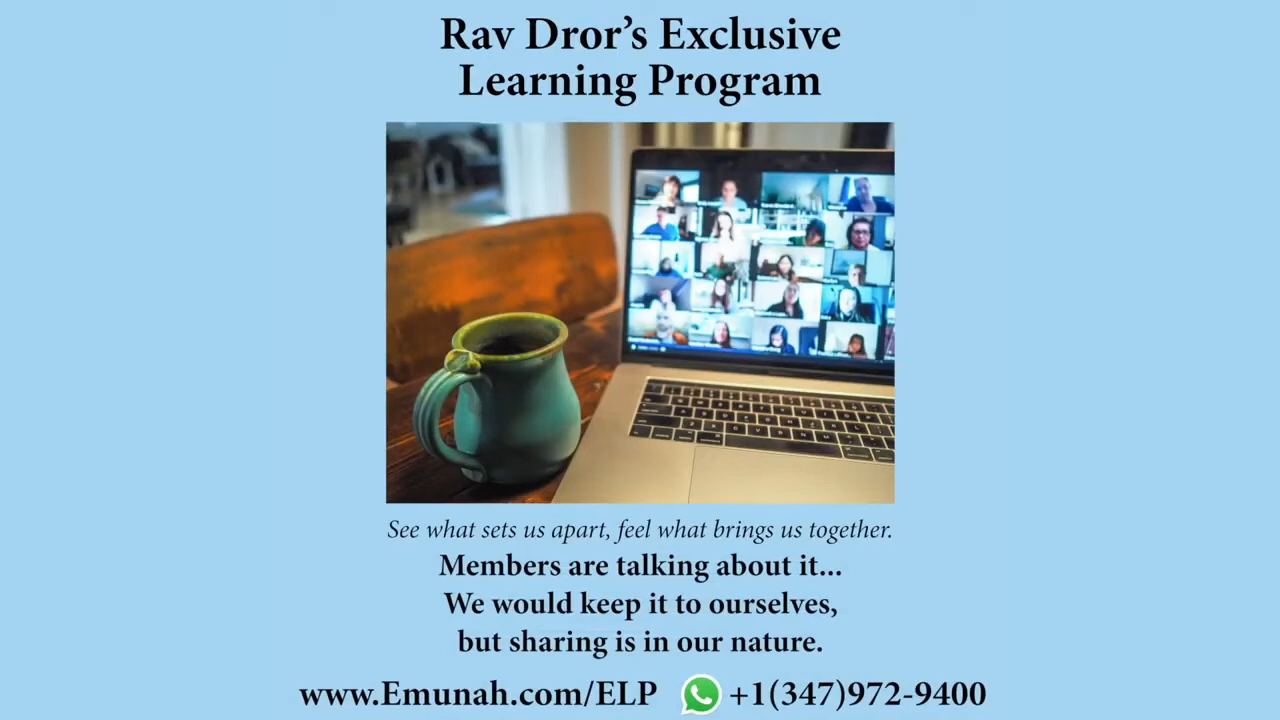 Rav Dror’s Exclusive
Learning Program
See what sets us apart, feel what brings us together.
Members are talking about it...
We would keep it to ourselves,
but sharing is in our nature.
www.Emunah.com/ELP +1(347)972-9400